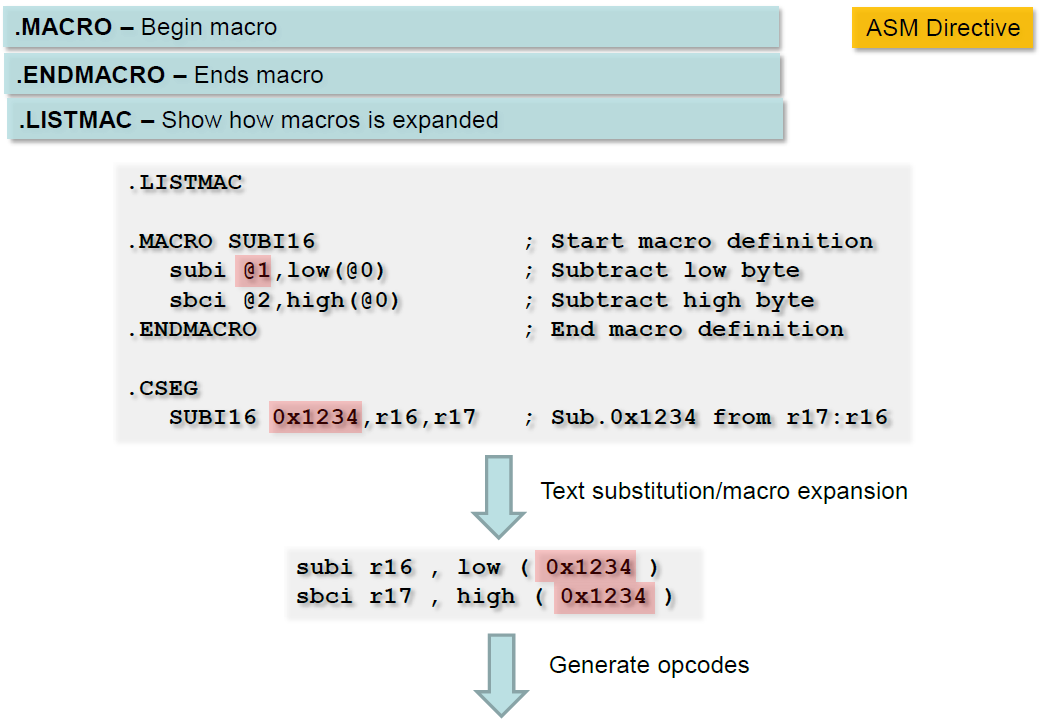 .MACRO – Begin macro
ASM Directive
.ENDMACRO – Ends macro
.LISTMAC – Show how macros is expanded
.LISTMAC
.MACRO SUBI16 ; Start macro definition
subi @1,low(@0) ; Subtract low byte
sbci @2,high(@0) ; Subtract high byte
.ENDMACRO ; End macro definition
.CSEG
SUBI16 0x1234,r16,r17 ; Sub.0x1234 from r17:r16
Text substitution/macro expansion
subi r16 , low ( 0x1234 )
sbci r17 , high ( 0x1234 )
Generate opcodes